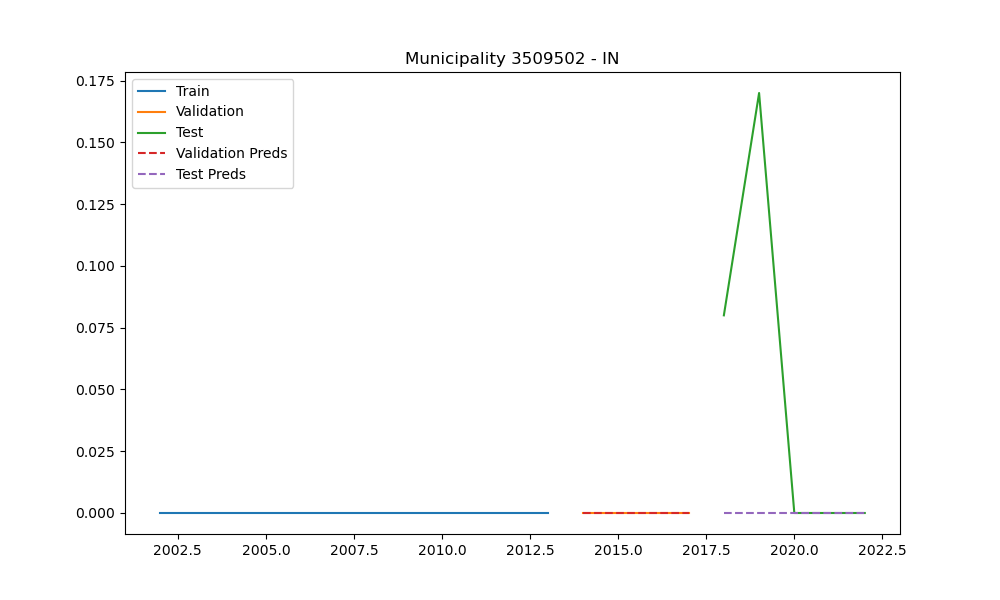 Municipality 3509502 - IN
Train
Validation
Test
Validation Preds
Test Preds
0.175
0.150
0.125
0.100
0.075
0.050
0.025
0.000
2002.5 2005.0 2007.5 2010.0 2012.5 2015.0 2017.5 2020.0 2022.5